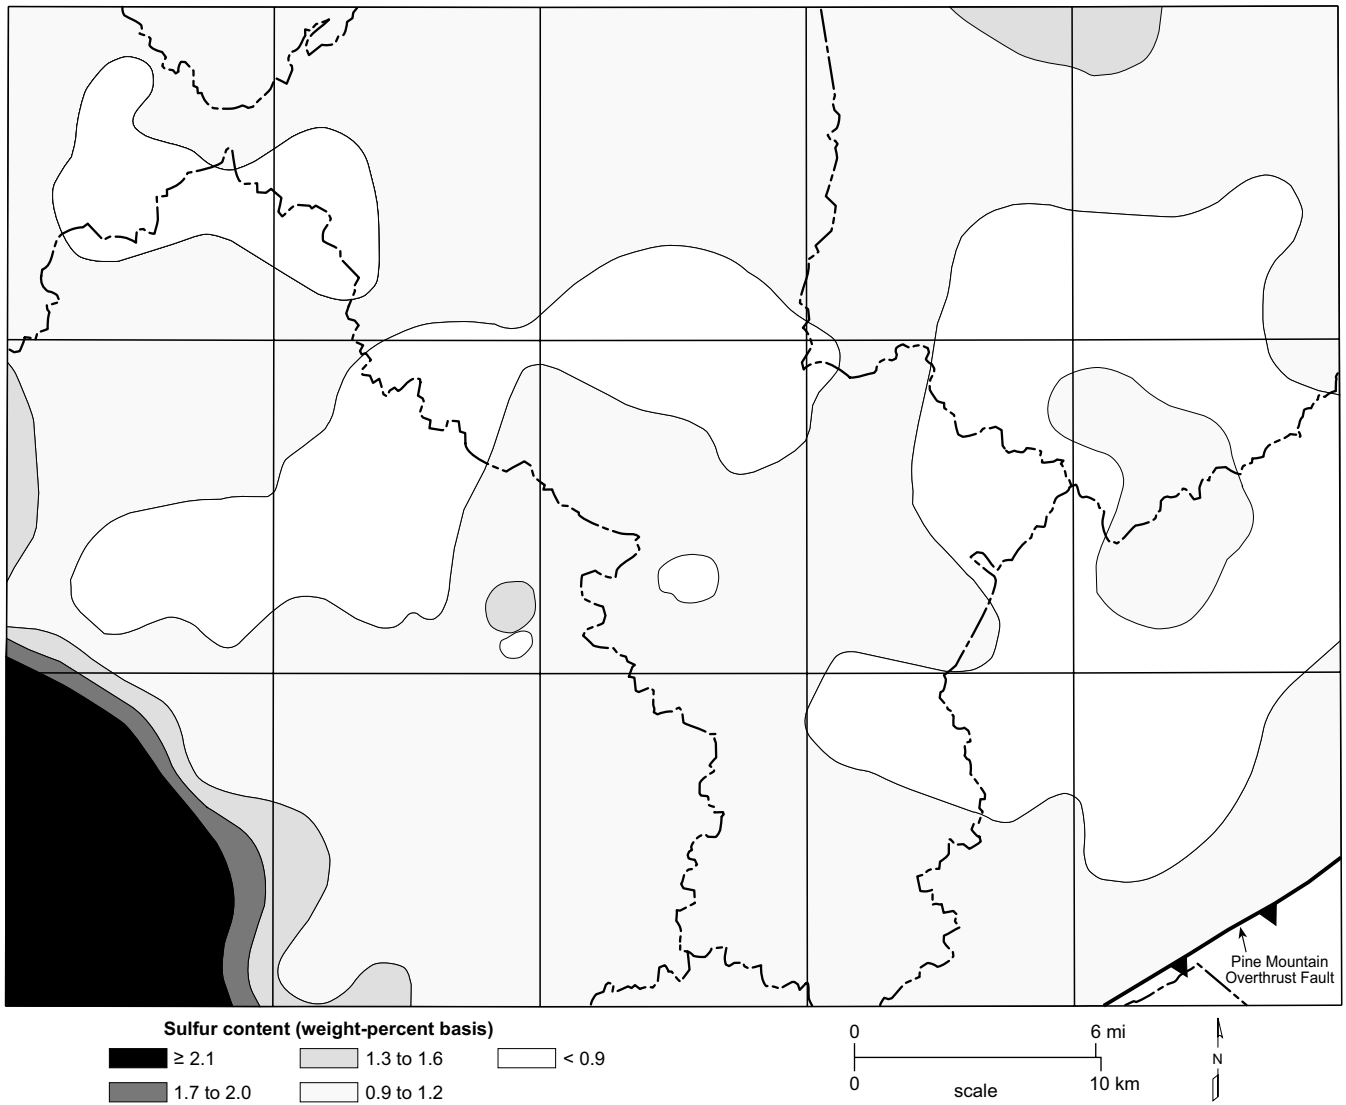 Pine Mountain
Overthrust Fault
Sulfur content (weight-percent basis)
≥ 2.1
1.3 to 1.6
< 0.9
1.7 to 2.0
0.9 to 1.2
0
6 mi
0
10 km
scale
N